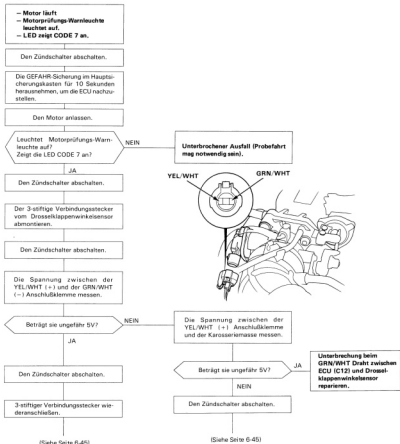 — Motor läuft
— Motorprüfungs-Warnleuchte
leuchtet auf.
— LED zeigt CODE 7 an.
Den Zündschalter abschalten.
Die GEFAHR-Sicherung im Hauptsi-
cherungskasten für 10 Sekunden
herausnehmen, um die ECU nachzu-
stellen.
Den Motor anlassen.
Leuchtet Motorprüfungs-Warn-
leuchte auf?
Zeigt die LED CODE 7 an?
NEIN
Unterbrochener Ausfall (Probefahrt
mag notwendig sein).
JA
YEL/WHT
GRN/WHT
Den Zündschalter abschalten.
Der 3-stiftige Verbindungsstecker
vom Drosselklappenwinkelsensor
abmontieren.
Den Zündschalter abschalten.
Die Spannung zwischen der
YEL/WHT (+) und der GRN/WHT
(−) Anschlußklemme messen.
Beträgt sie ungefähr 5V?
NEIN
Die Spannung zwischen der
YEL/WHT (+) Anschlußklemme
und der Karosseriemasse messen.
JA
Beträgt sie ungefähr 5V?
JA
Unterbrechung beim
GRN/WHT Draht zwischen
ECU (C12) und Drossel-
klappenwinkelsensor
reparieren.
NEIN
Den Zündschalter abschalten.
Den Zündschalter abschalten.
3-stiftiger Verbindungsstecker wie-
deranschließen.
(Siehe Seite 6-45)
(Siehe Seite 6-45)